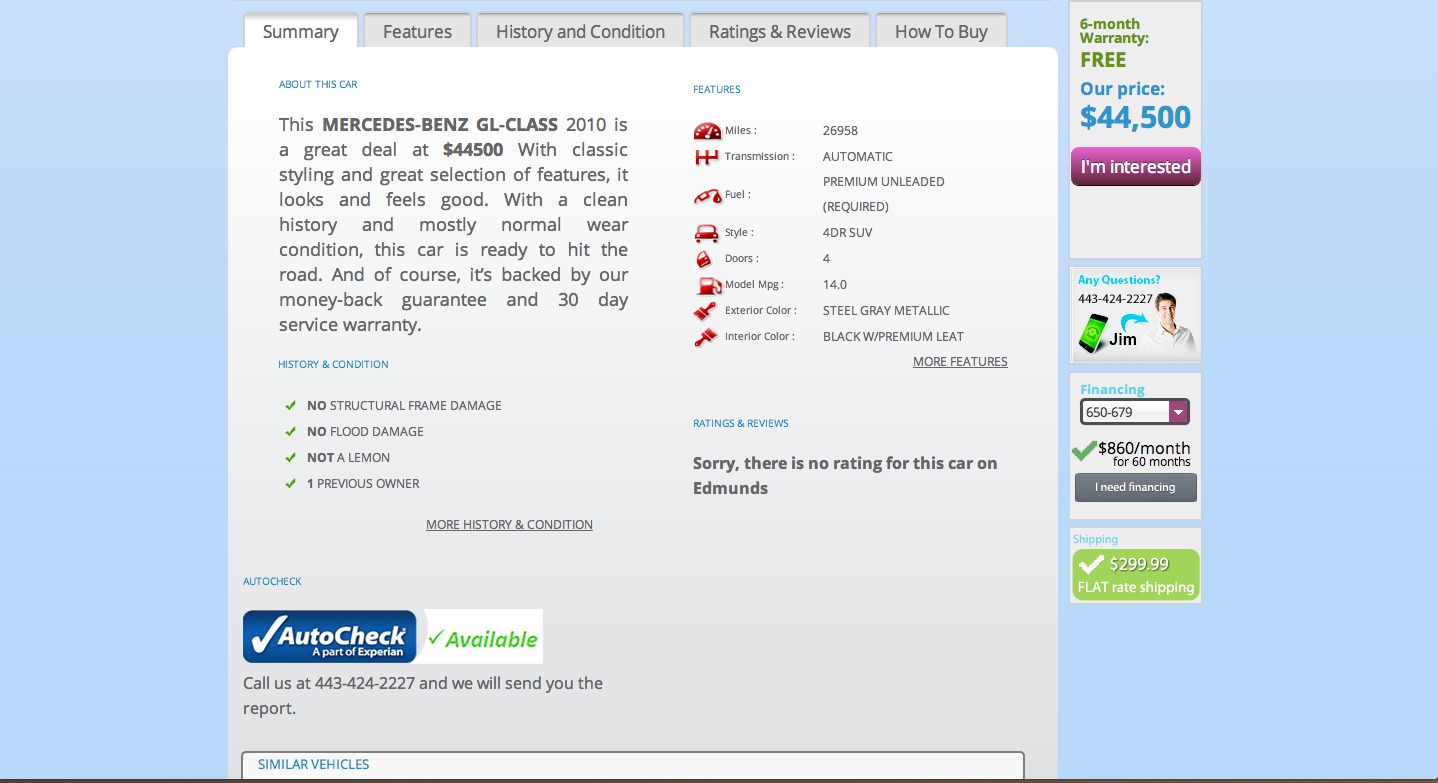 Summary
Features
History and Condition
Ratings & Reviews
How To Buy
ABOUT THIS CAR
This MERCEDES-BENZ GL-CLASS 2010 is
a great deal at $44500 With classic
styling and great selection of features, it
looks and feels good. With a clean
history and mostly normal wear
condition, this car is ready to hit the
road. And of course, it’s backed by our
money-back guarantee and 30 day
service warranty.
HISTORY & CONDITION
NO STRUCTURAL FRAME DAMAGE
NO FLOOD DAMAGE
NOT A LEMON
1 PREVIOUS OWNER
MORE HISTORY & CONDITION
FEATURES
Miles : 26958
Transmission : AUTOMATIC
Fuel : PREMIUM UNLEADED
(REQUIRED)
Style : 4DR SUV
Doors : 4
Model Mpg : 14.0
Exterior Color : STEEL GRAY METALLIC
Interior Color : BLACK W/PREMIUM LEAT
MORE FEATURES
RATINGS & REVIEWS
Sorry, there is no rating for this car on
Edmunds
AUTOCHECK
AutoCheck
A part of Experian
Available
Call us at 443-424-2227 and we will send you the
report.
SIMILAR VEHICLES
6-month
Warranty:
FREE
Our price:
$44,500
I'm interested
Any Questions?
443-424-2227
Jim
Financing
650-679
$860/month
for 60 months
I need financing
Shipping
$299.99
FLAT rate shipping